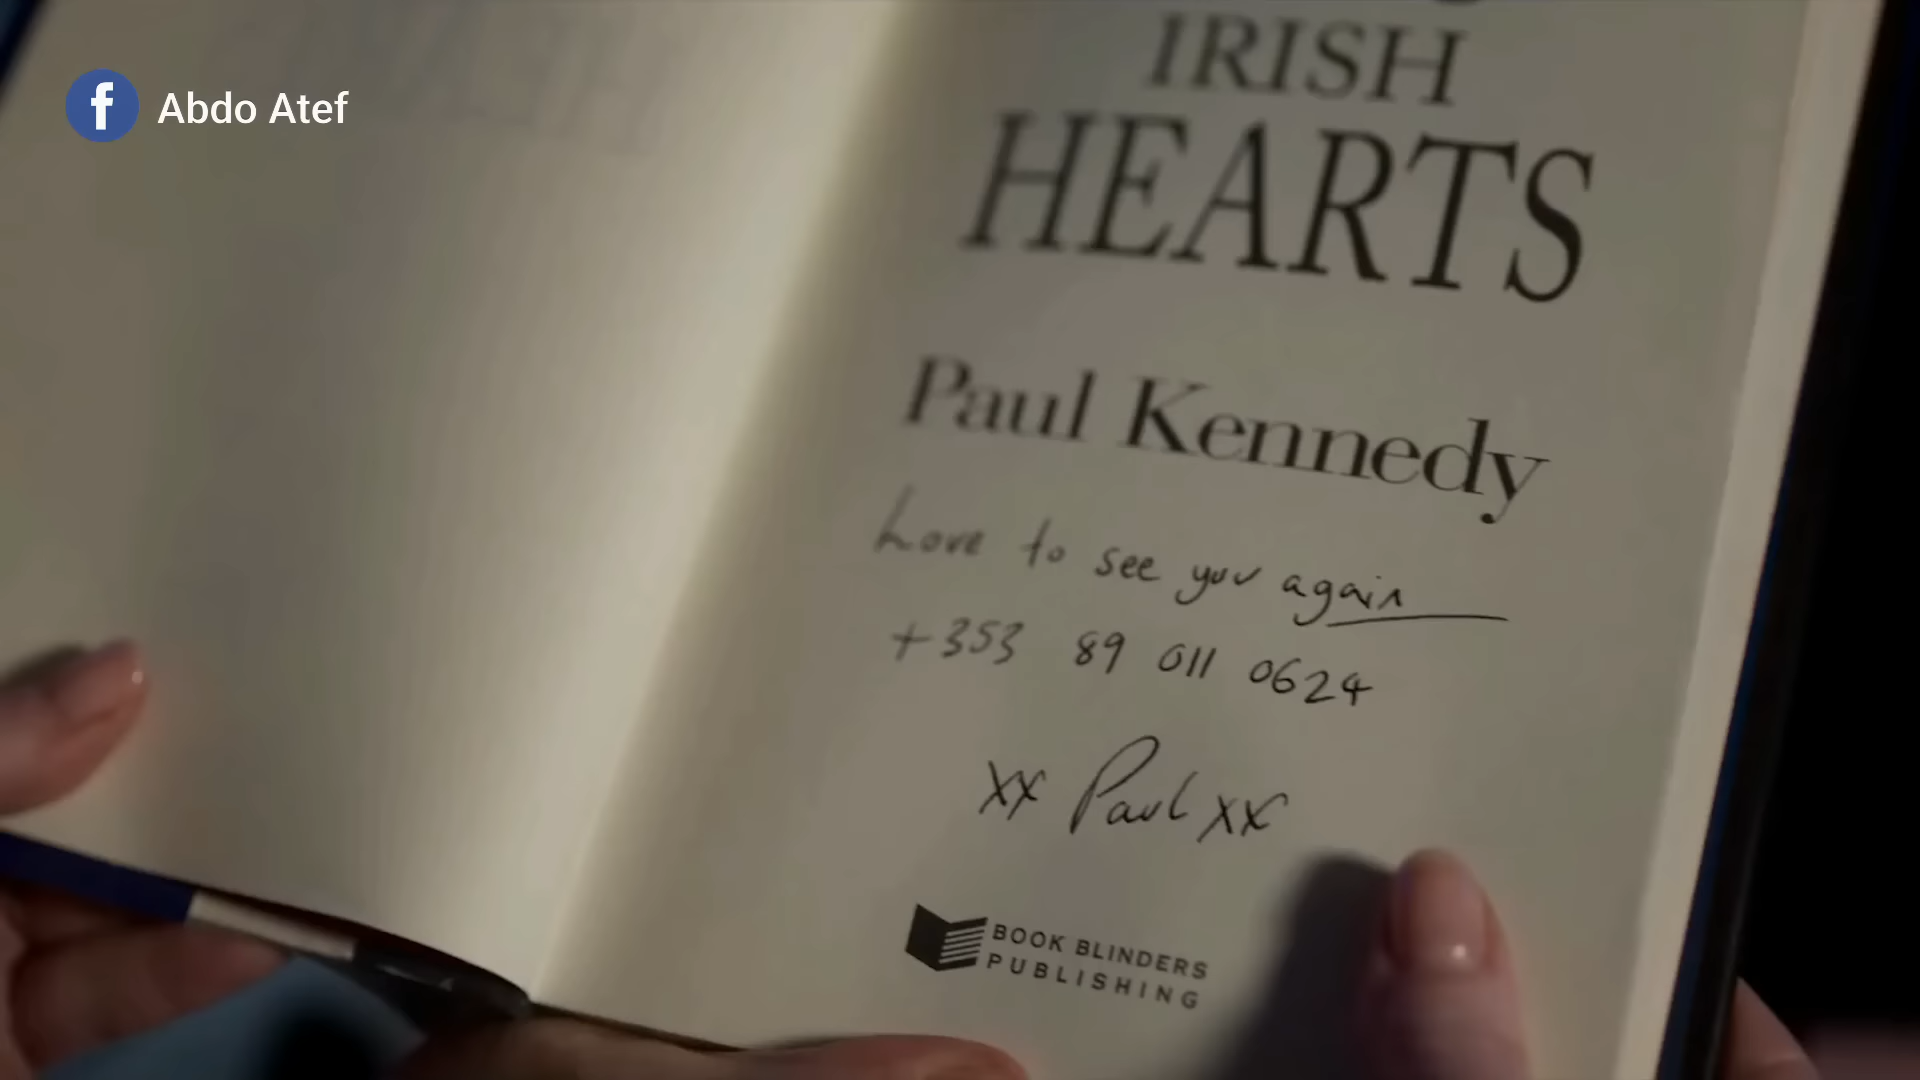 f Abdo Atef
IRISH
HEARTS
Paul Kennedy
Love to see you again
+353 89 011 0624
xx Paul xx
BOOK BLINDERS
PUBLISHING